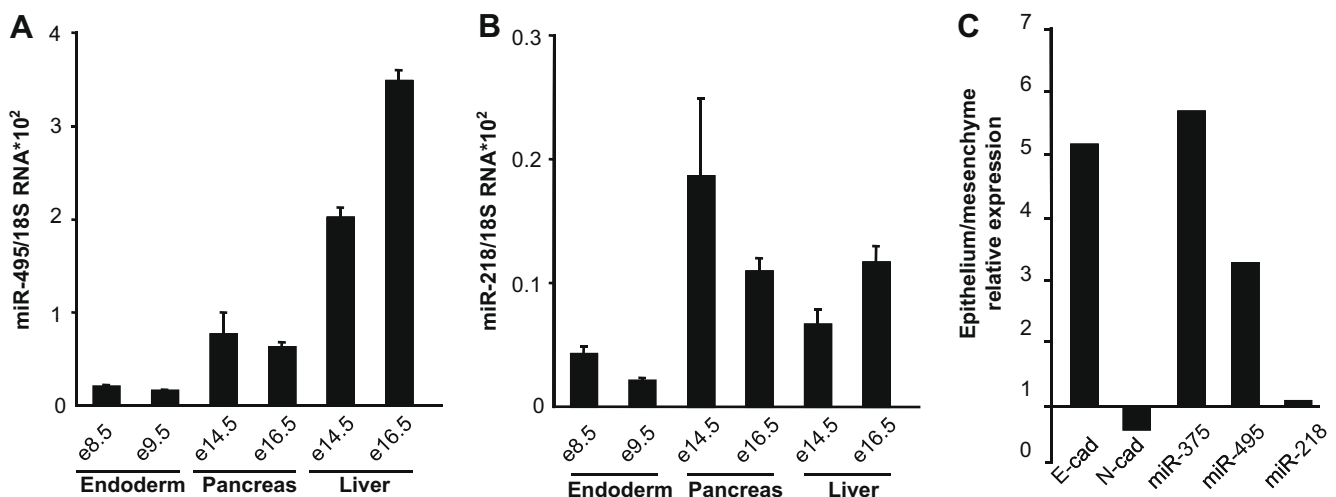 A
miR-495/18S RNA*10²
4
3
2
1
0
e8.5 e9.5 e14.5 e16.5 e14.5 e16.5
Endoderm Pancreas Liver
B
miR-218/18S RNA*10²
0.3
0.2
0.1
0
e8.5 e9.5 e14.5 e16.5 e14.5 e16.5
Endoderm Pancreas Liver
C
Epithelium/mesenchyme
relative expression
7
6
5
4
3
2
1
0
E-cad N-cad miR-375 miR-495 miR-218